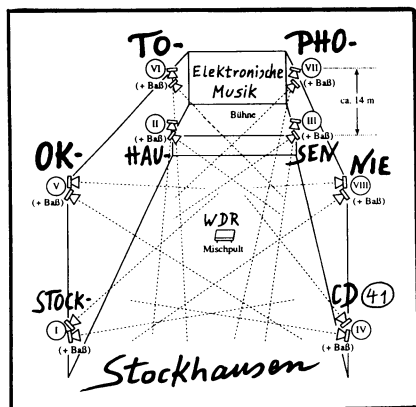 TO- PHO-
VI Elektronische VII
(+ Baß) Musik (+ Baß)
ca. 14 m
Bühne
II III
(+ Baß) (+ Baß)
OK- HAU- SEN NIE
V VIII
(+ Baß) (+ Baß)
WDR
Mischpult
STOCK- CD 41
I IV
(+ Baß) (+ Baß)
Stockhausen